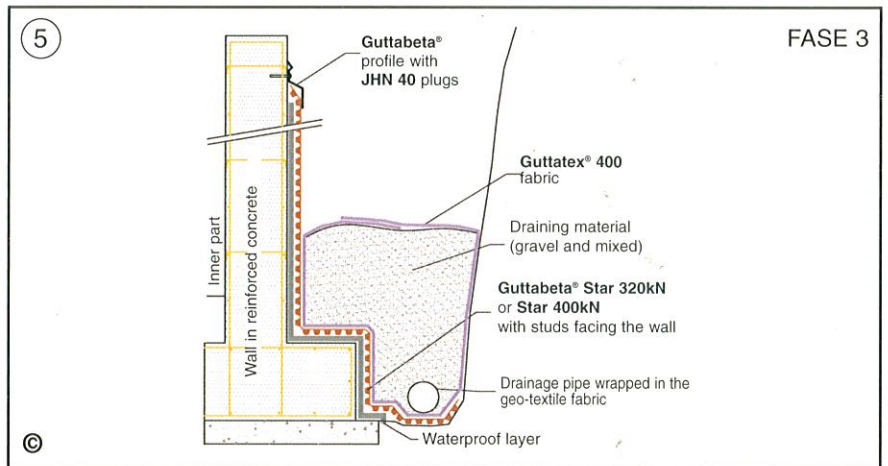 5
FASE 3
Guttabeta®
profile with
JHN 40 plugs
Guttatex® 400
fabric
Draining material
(gravel and mixed)
Inner part
Wall in reinforced concrete
Guttabeta® Star 320kN
or Star 400kN
with studs facing the wall
Drainage pipe wrapped in the
geo-textile fabric
Waterproof layer
©